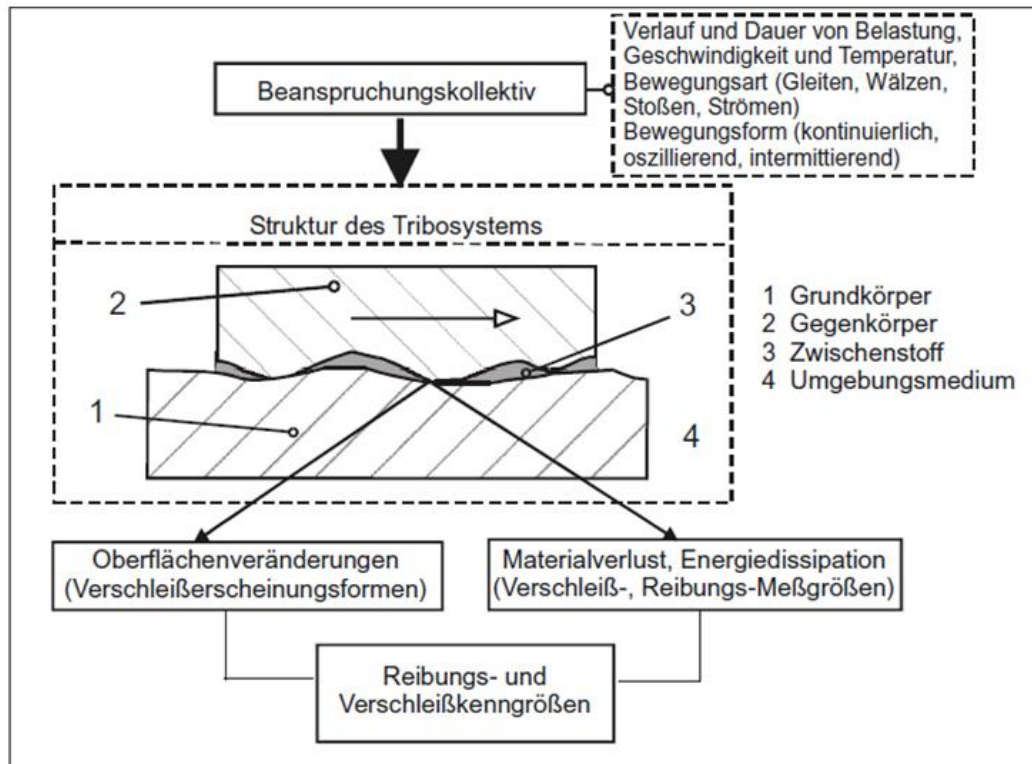 Verlauf und Dauer von Belastung,
Geschwindigkeit und Temperatur,
Bewegungsart (Gleiten, Wälzen,
Stoßen, Strömen)
Bewegungsform (kontinuierlich,
oszillierend, intermittierend)
Beanspruchungskollektiv
Struktur des Tribosystems
2
3
1
4
1 Grundkörper
2 Gegenkörper
3 Zwischenstoff
4 Umgebungsmedium
Oberflächenveränderungen
(Verschleißerscheinungsformen)
Materialverlust, Energiedissipation
(Verschleiß-, Reibungs-Meßgrößen)
Reibungs- und
Verschleißkenngrößen